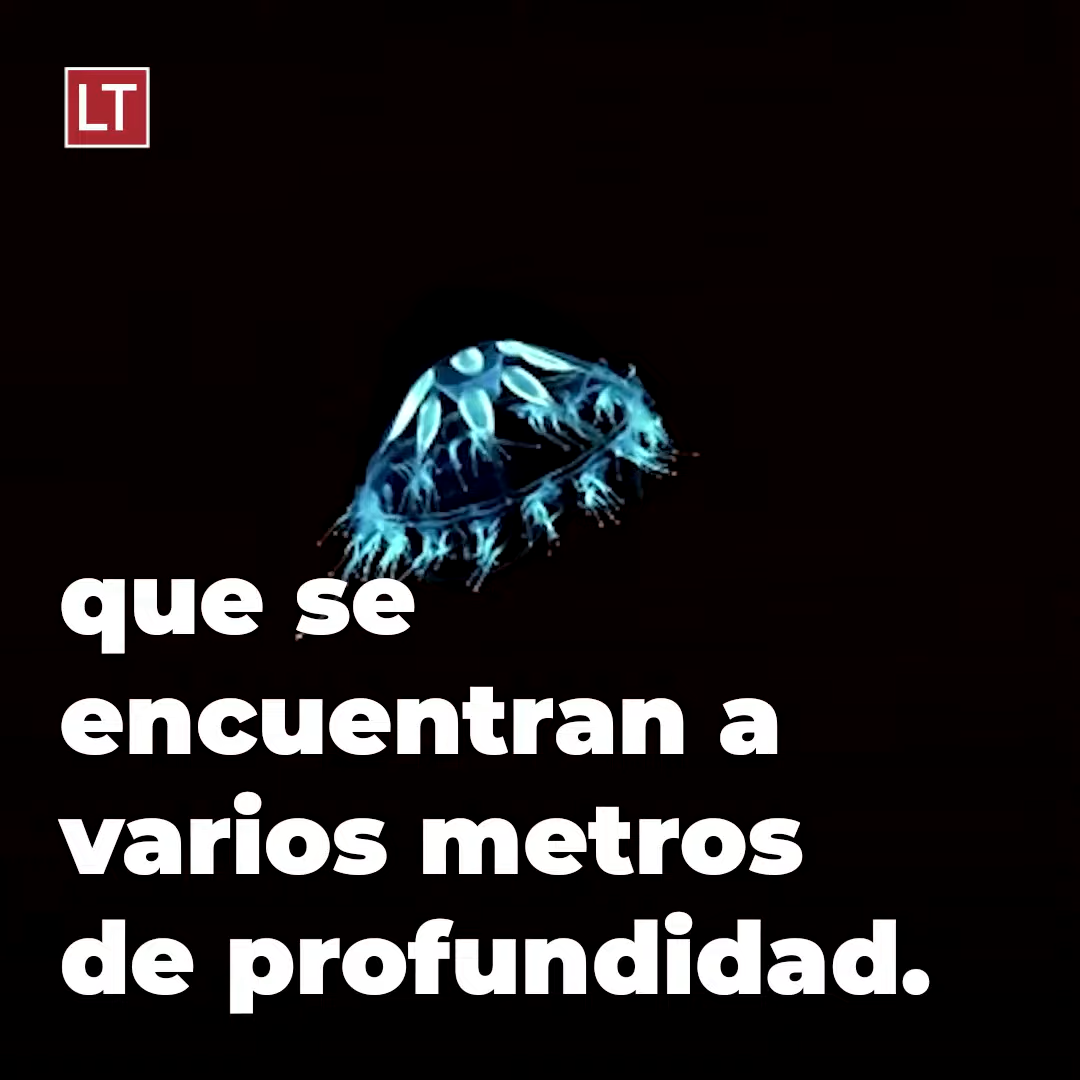 LT
que se
encuentran a
varios metros
de profundidad.